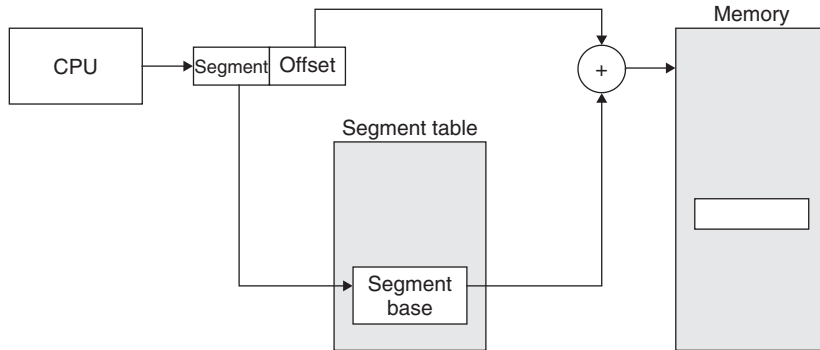 Memory
CPU
Segment
Offset
+
Segment table
Segment
base